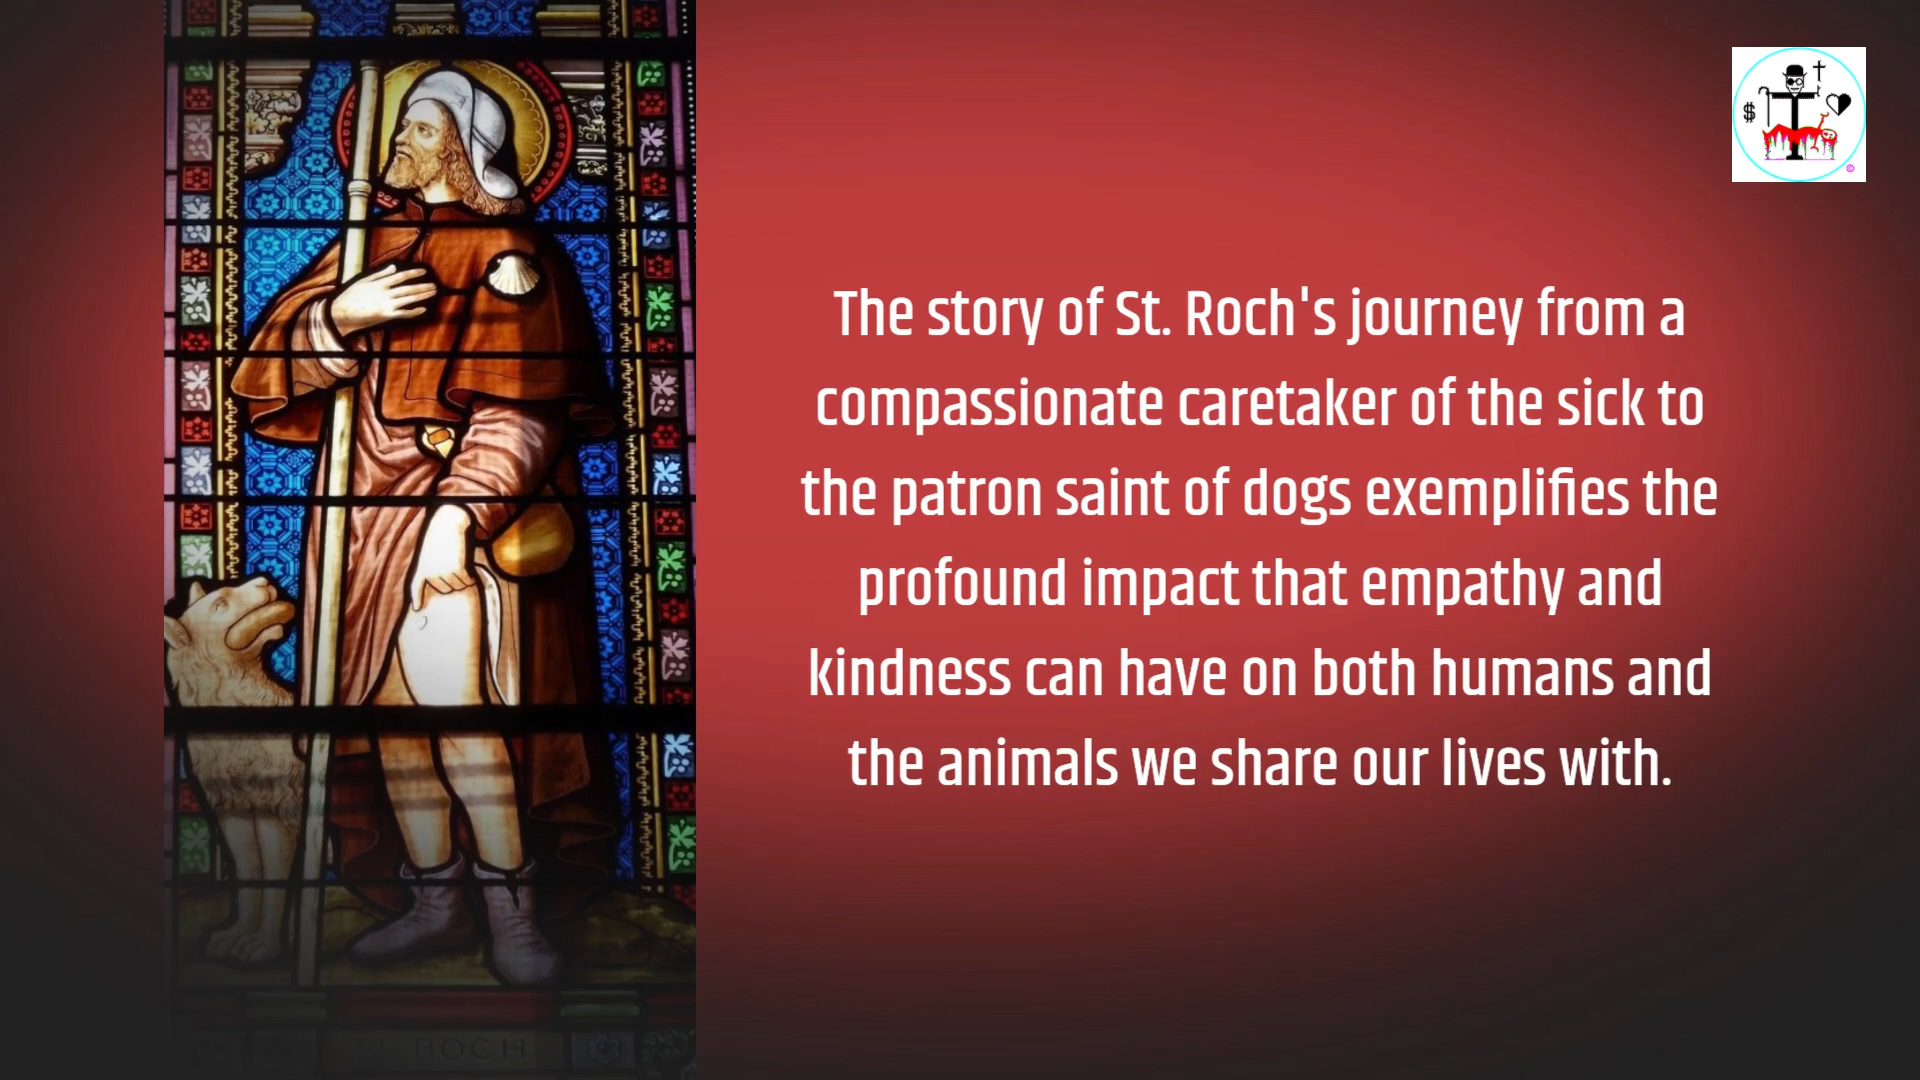 $
©
The story of St. Roch's journey from a
compassionate caretaker of the sick to
the patron saint of dogs exemplifies the
profound impact that empathy and
kindness can have on both humans and
the animals we share our lives with.
ST. ROCH